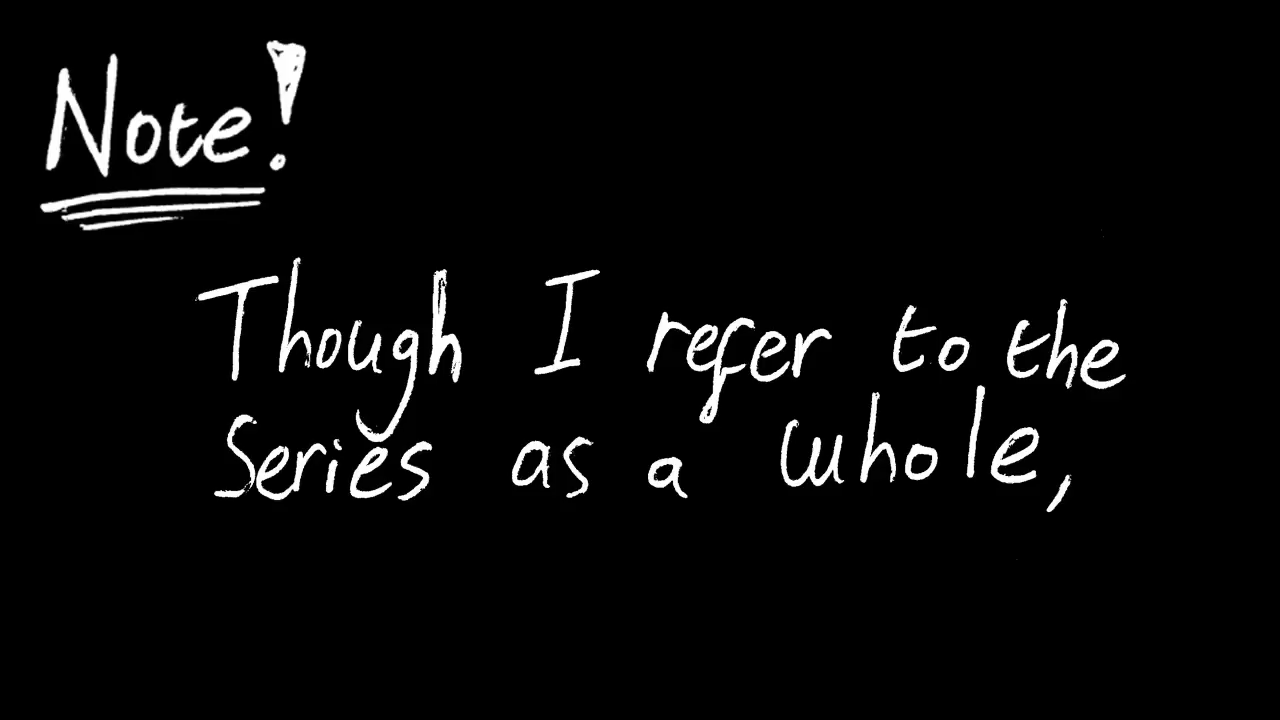 Note!
Though I refer to the
Series as a whole,